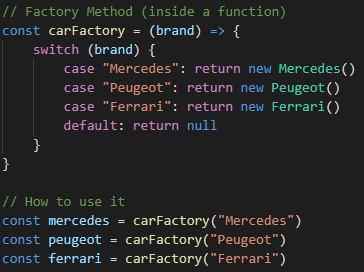 // Factory Method (inside a function)
const carFactory = (brand) => {
    switch (brand) {
        case "Mercedes": return new Mercedes()
        case "Peugeot": return new Peugeot()
        case "Ferrari": return new Ferrari()
        default: return null
    }
}

// How to use it
const mercedes = carFactory("Mercedes")
const peugeot = carFactory("Peugeot")
const ferrari = carFactory("Ferrari")